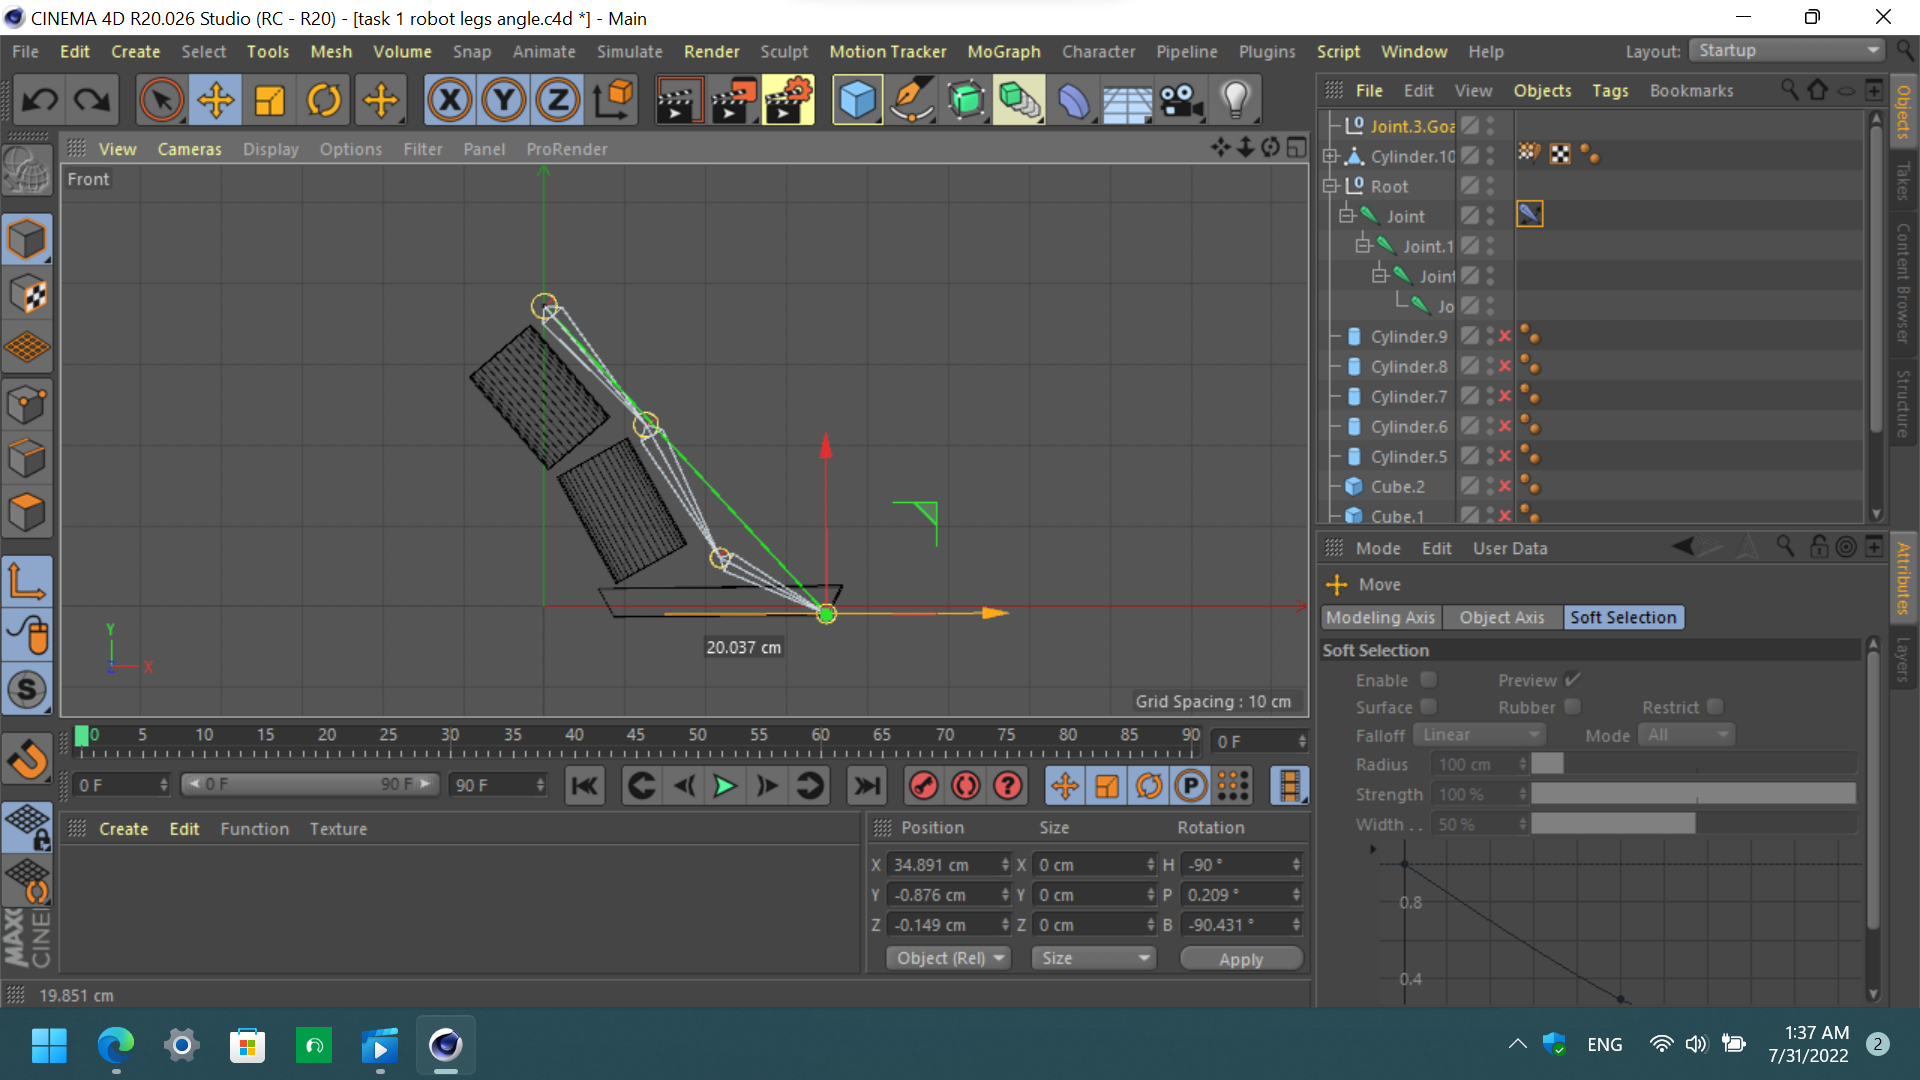 CINEMA 4D R20.026 Studio (RC - R20) - [task 1 robot legs angle.c4d *] - Main
File Edit Create Select Tools Mesh Volume Snap Animate Simulate Render Sculpt Motion Tracker MoGraph Character Pipeline Plugins Script Window Help Layout: Startup
X Y Z
File Edit View Objects Tags Bookmarks
View Cameras Display Options Filter Panel ProRender
Front
Joint.3.Goa
Cylinder.10
Root
Joint
Joint.1
Joint
Jo
Cylinder.9
Cylinder.8
Cylinder.7
Cylinder.6
Cylinder.5
Cube.2
Cube.1
Objects
Takes
Content Browser
Structure
20.037 cm
Y
Z X
Grid Spacing : 10 cm
0 5 10 15 20 25 30 35 40 45 50 55 60 65 70 75 80 85 90 0 F
0 F 0 F 90 F 90 F
P
Mode Edit User Data
Move
Modeling Axis Object Axis Soft Selection
Soft Selection
Enable Preview
Surface Rubber Restrict
Falloff Linear Mode All
Radius 100 cm
Strength 100 %
Width . . 50 %
0.8
0.4
Attributes
Layers
Create Edit Function Texture
Position Size Rotation
X 34.891 cm X 0 cm H -90 °
Y -0.876 cm Y 0 cm P 0.209 °
Z -0.149 cm Z 0 cm B -90.431 °
Object (Rel) Size Apply
MAXO
CINE
19.851 cm
ENG
1:37 AM
7/31/2022
2